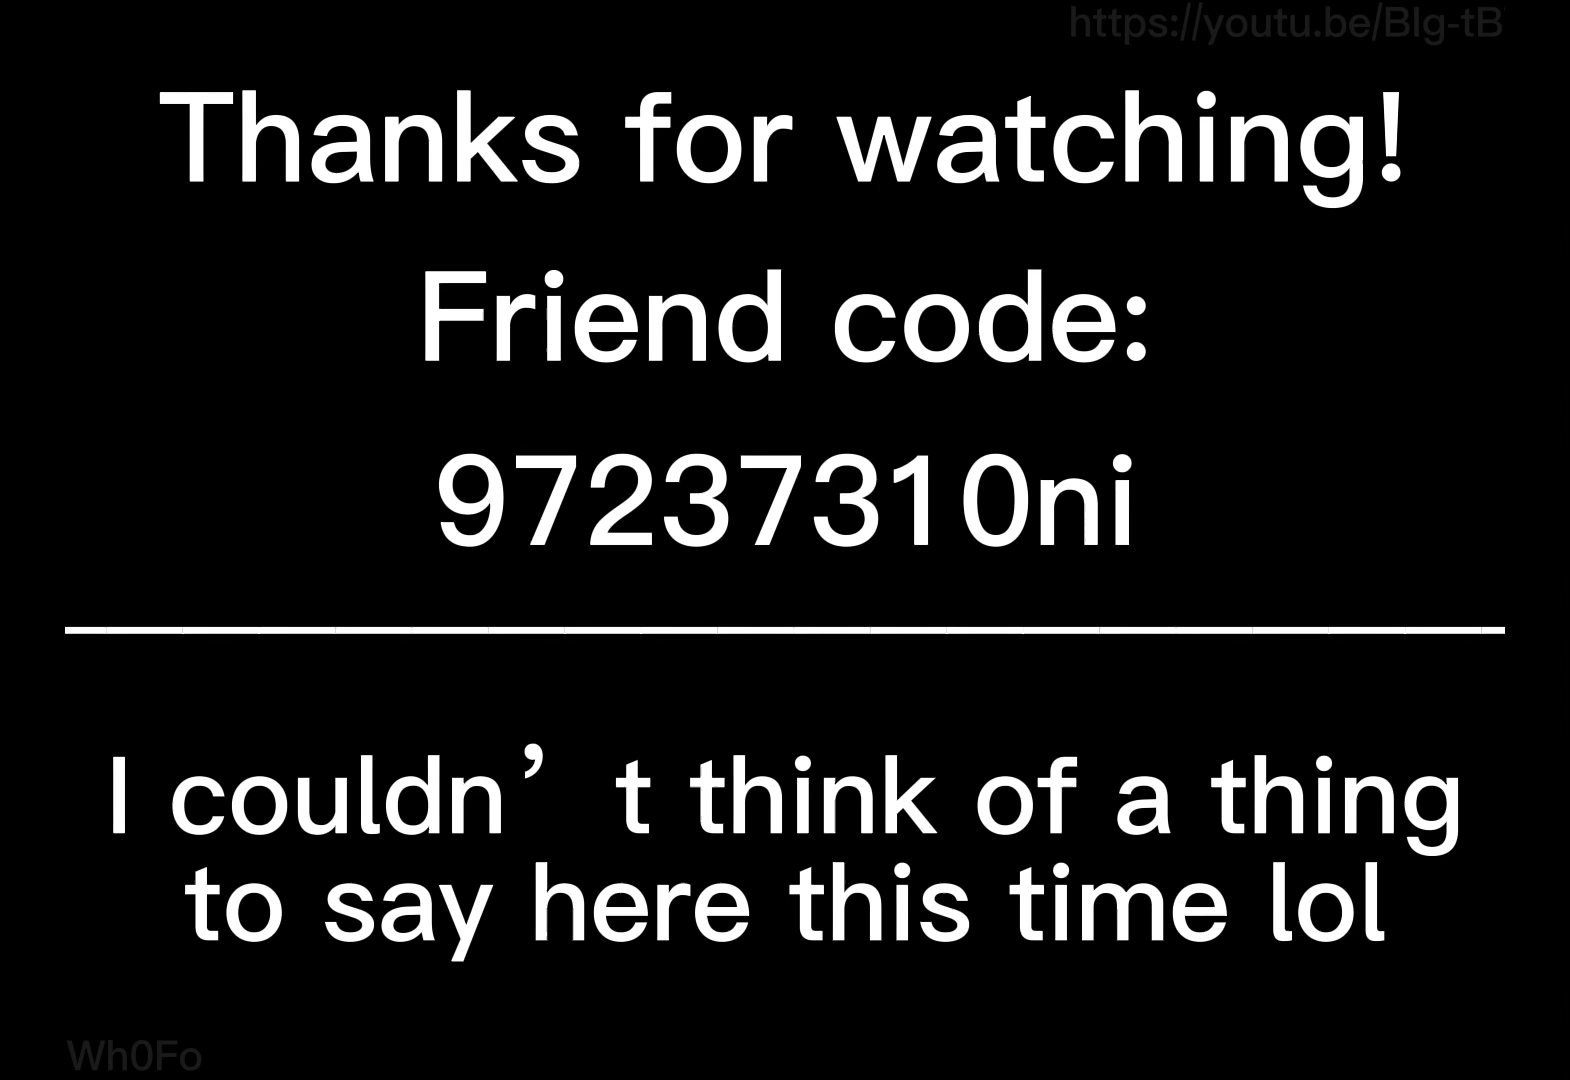 https://youtu.be/BIg-tB
Thanks for watching!
Friend code:
97237310ni
I couldn’t think of a thing
to say here this time lol
Wh0Fo